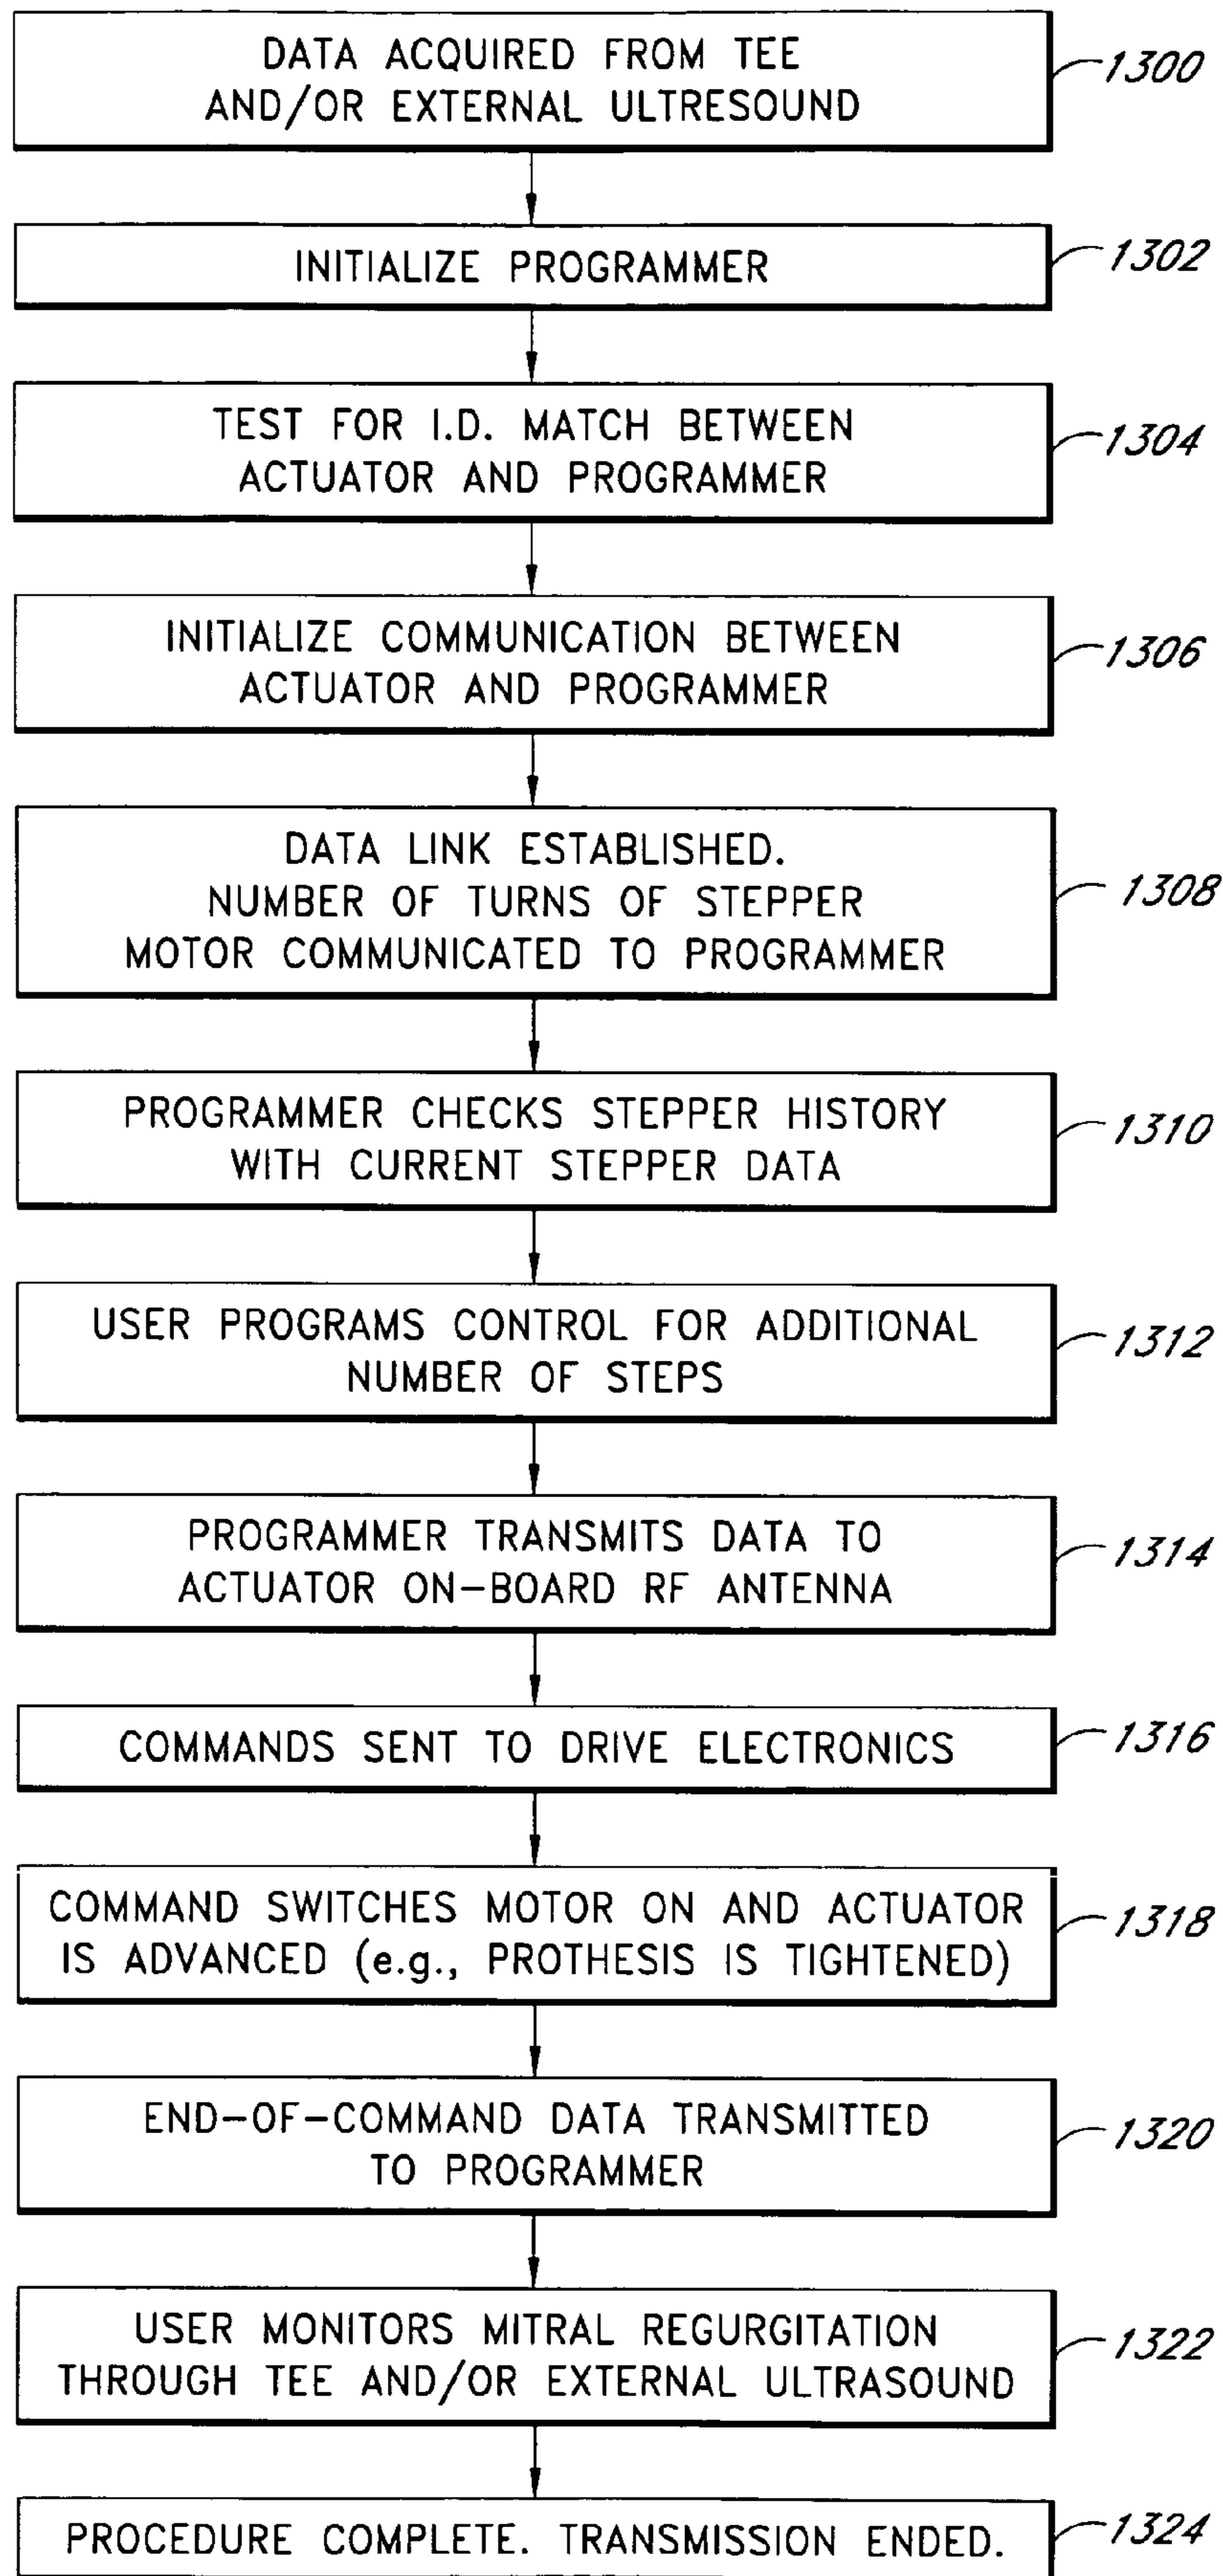 DATA ACQUIRED FROM TEE
AND/OR EXTERNAL ULTRESOUND
1300
INITIALIZE PROGRAMMER
1302
TEST FOR I.D. MATCH BETWEEN
ACTUATOR AND PROGRAMMER
1304
INITIALIZE COMMUNICATION BETWEEN
ACTUATOR AND PROGRAMMER
1306
DATA LINK ESTABLISHED.
NUMBER OF TURNS OF STEPPER
MOTOR COMMUNICATED TO PROGRAMMER
1308
PROGRAMMER CHECKS STEPPER HISTORY
WITH CURRENT STEPPER DATA
1310
USER PROGRAMS CONTROL FOR ADDITIONAL
NUMBER OF STEPS
1312
PROGRAMMER TRANSMITS DATA TO
ACTUATOR ON-BOARD RF ANTENNA
1314
COMMANDS SENT TO DRIVE ELECTRONICS
1316
COMMAND SWITCHES MOTOR ON AND ACTUATOR
IS ADVANCED (e.g., PROTHESIS IS TIGHTENED)
1318
END-OF-COMMAND DATA TRANSMITTED
TO PROGRAMMER
1320
USER MONITORS MITRAL REGURGITATION
THROUGH TEE AND/OR EXTERNAL ULTRASOUND
1322
PROCEDURE COMPLETE. TRANSMISSION ENDED.
1324